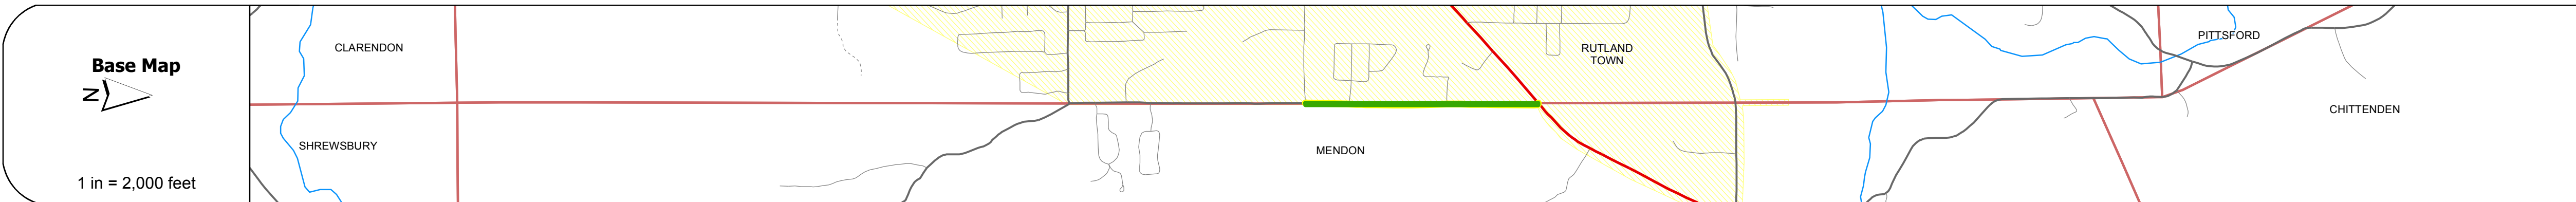 Base Map
N
1 in = 2,000 feet
CLARENDON
SHREWSBURY
MENDON
RUTLAND
TOWN
PITTSFORD
CHITTENDEN